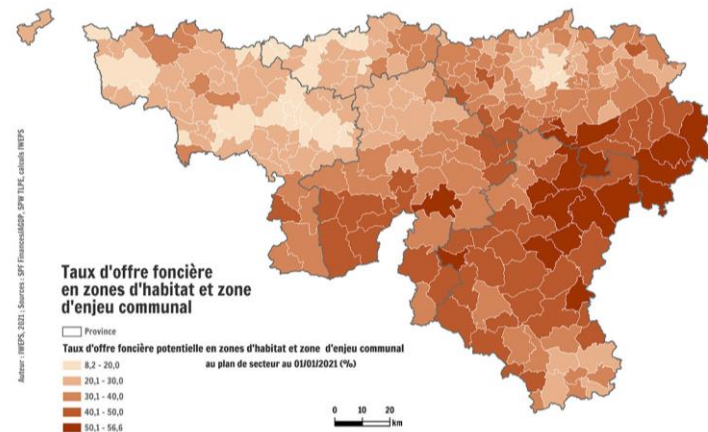 Auteur : IWEPS, 2021 ; Sources : SPF Finances/AGDP, SPW TLPE, calculs IWEPS
Taux d'offre foncière
en zones d'habitat et zone
d'enjeu communal
Province
Taux d'offre foncière potentielle en zones d'habitat et zone d'enjeu communal
au plan de secteur au 01/01/2021 (%)
8,2 - 20,0
20,1 - 30,0
30,1 - 40,0
40,1 - 50,0
50,1 - 56,6
0 10 20
km